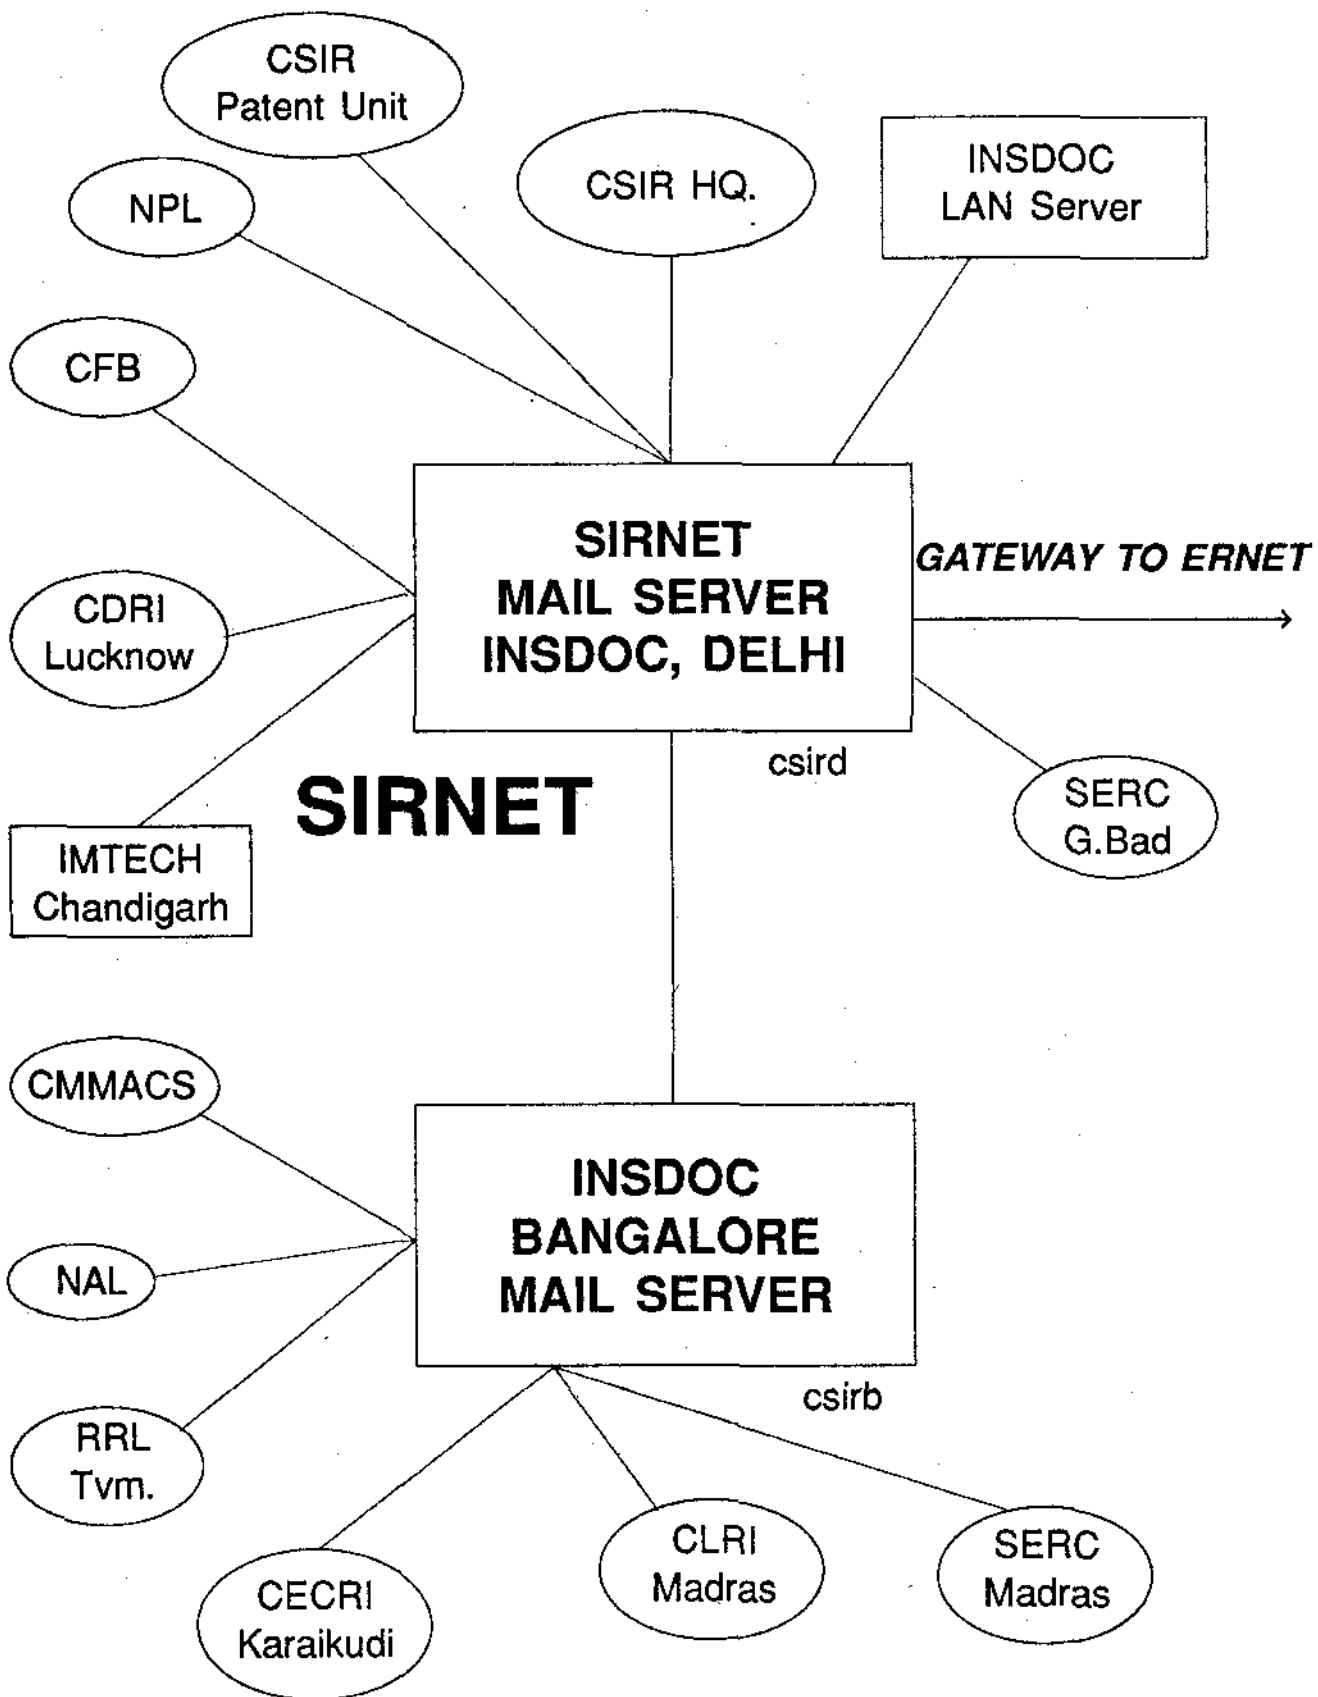 CSIR
Patent Unit
NPL
CSIR HQ.
INSDOC
LAN Server
CFB
SIRNET
MAIL SERVER
INSDOC, DELHI
GATEWAY TO ERNET
CDRI
Lucknow
csird
SIRNET
SERC
G.Bad
IMTECH
Chandigarh
CMMACS
INSDOC
BANGALORE
MAIL SERVER
NAL
csirb
RRL
Tvm.
CECRI
Karaikudi
CLRI
Madras
SERC
Madras